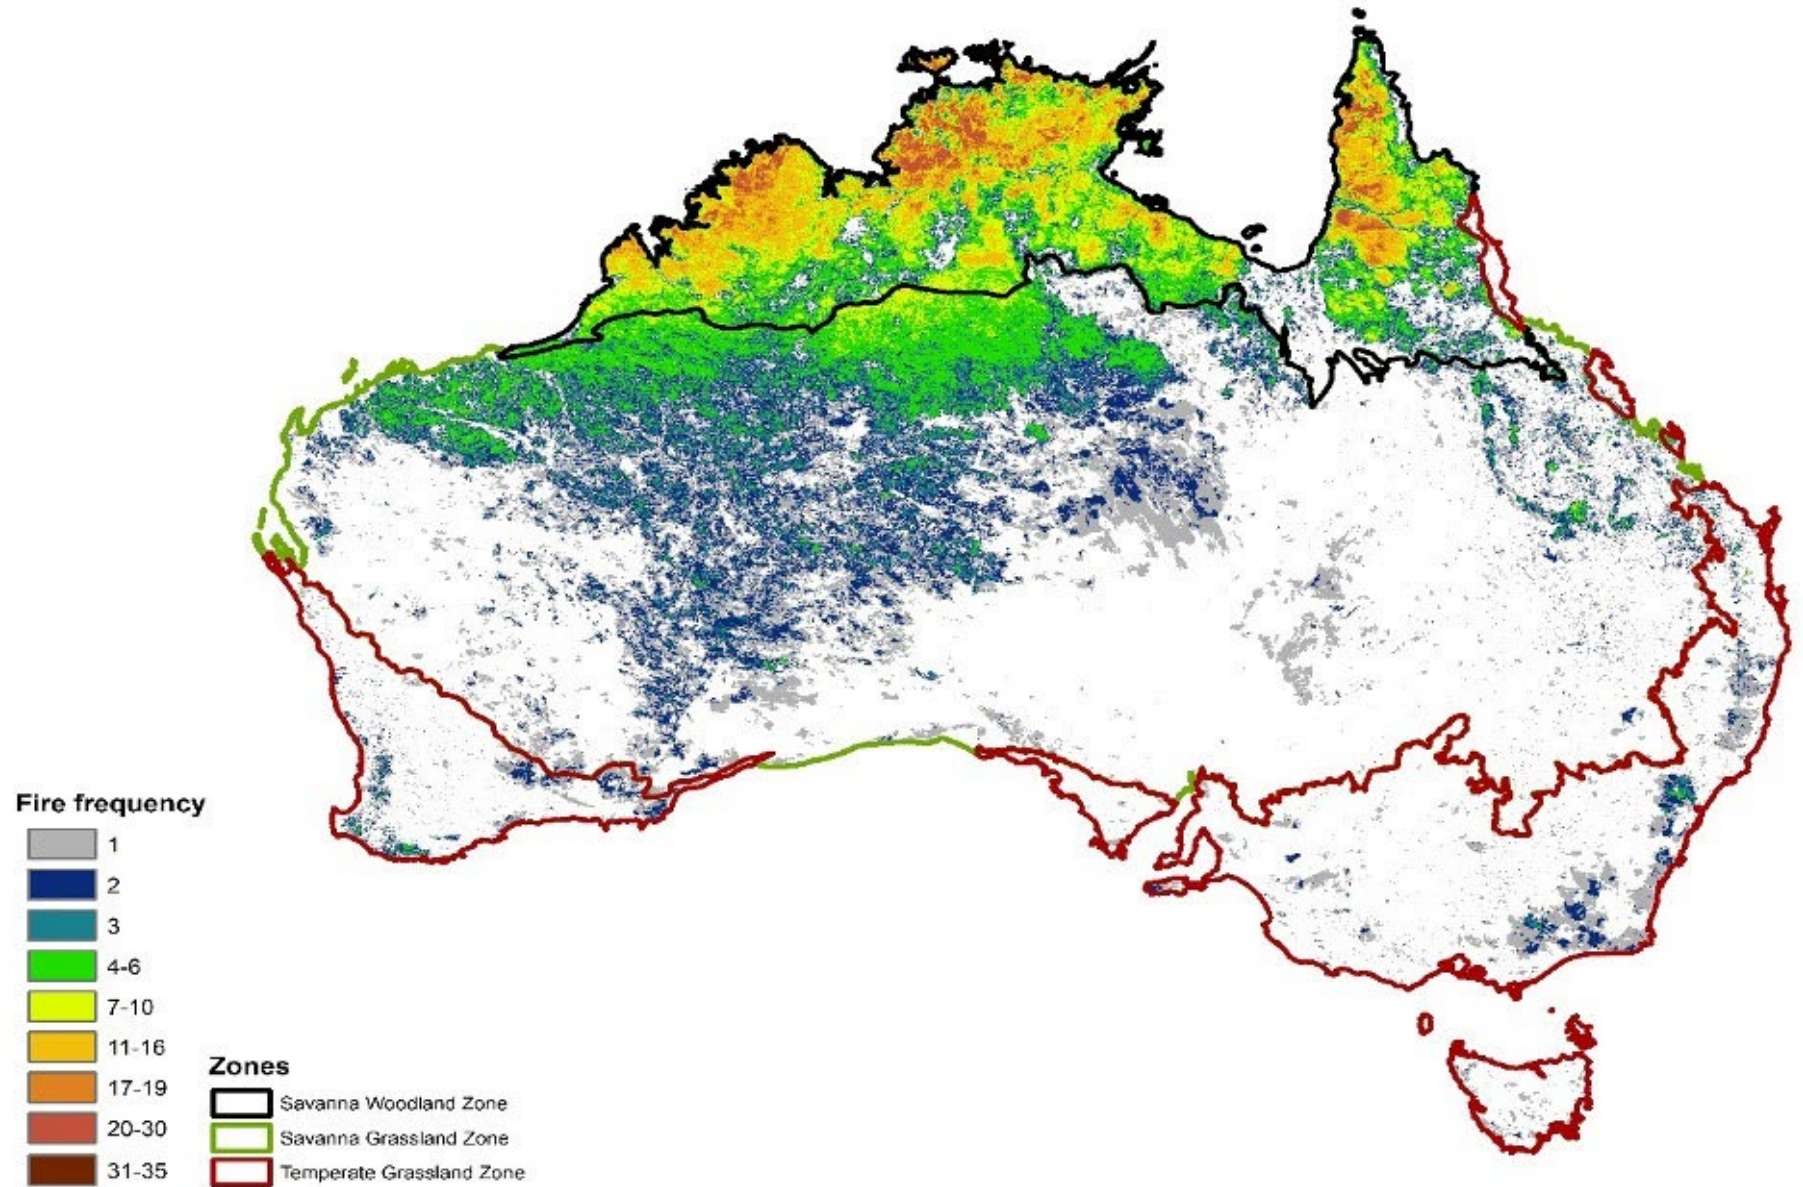 Fire frequency
1
2
3
4-6
7-10
11-16
17-19
20-30
31-35
Zones
Savanna Woodland Zone
Savanna Grassland Zone
Temperate Grassland Zone